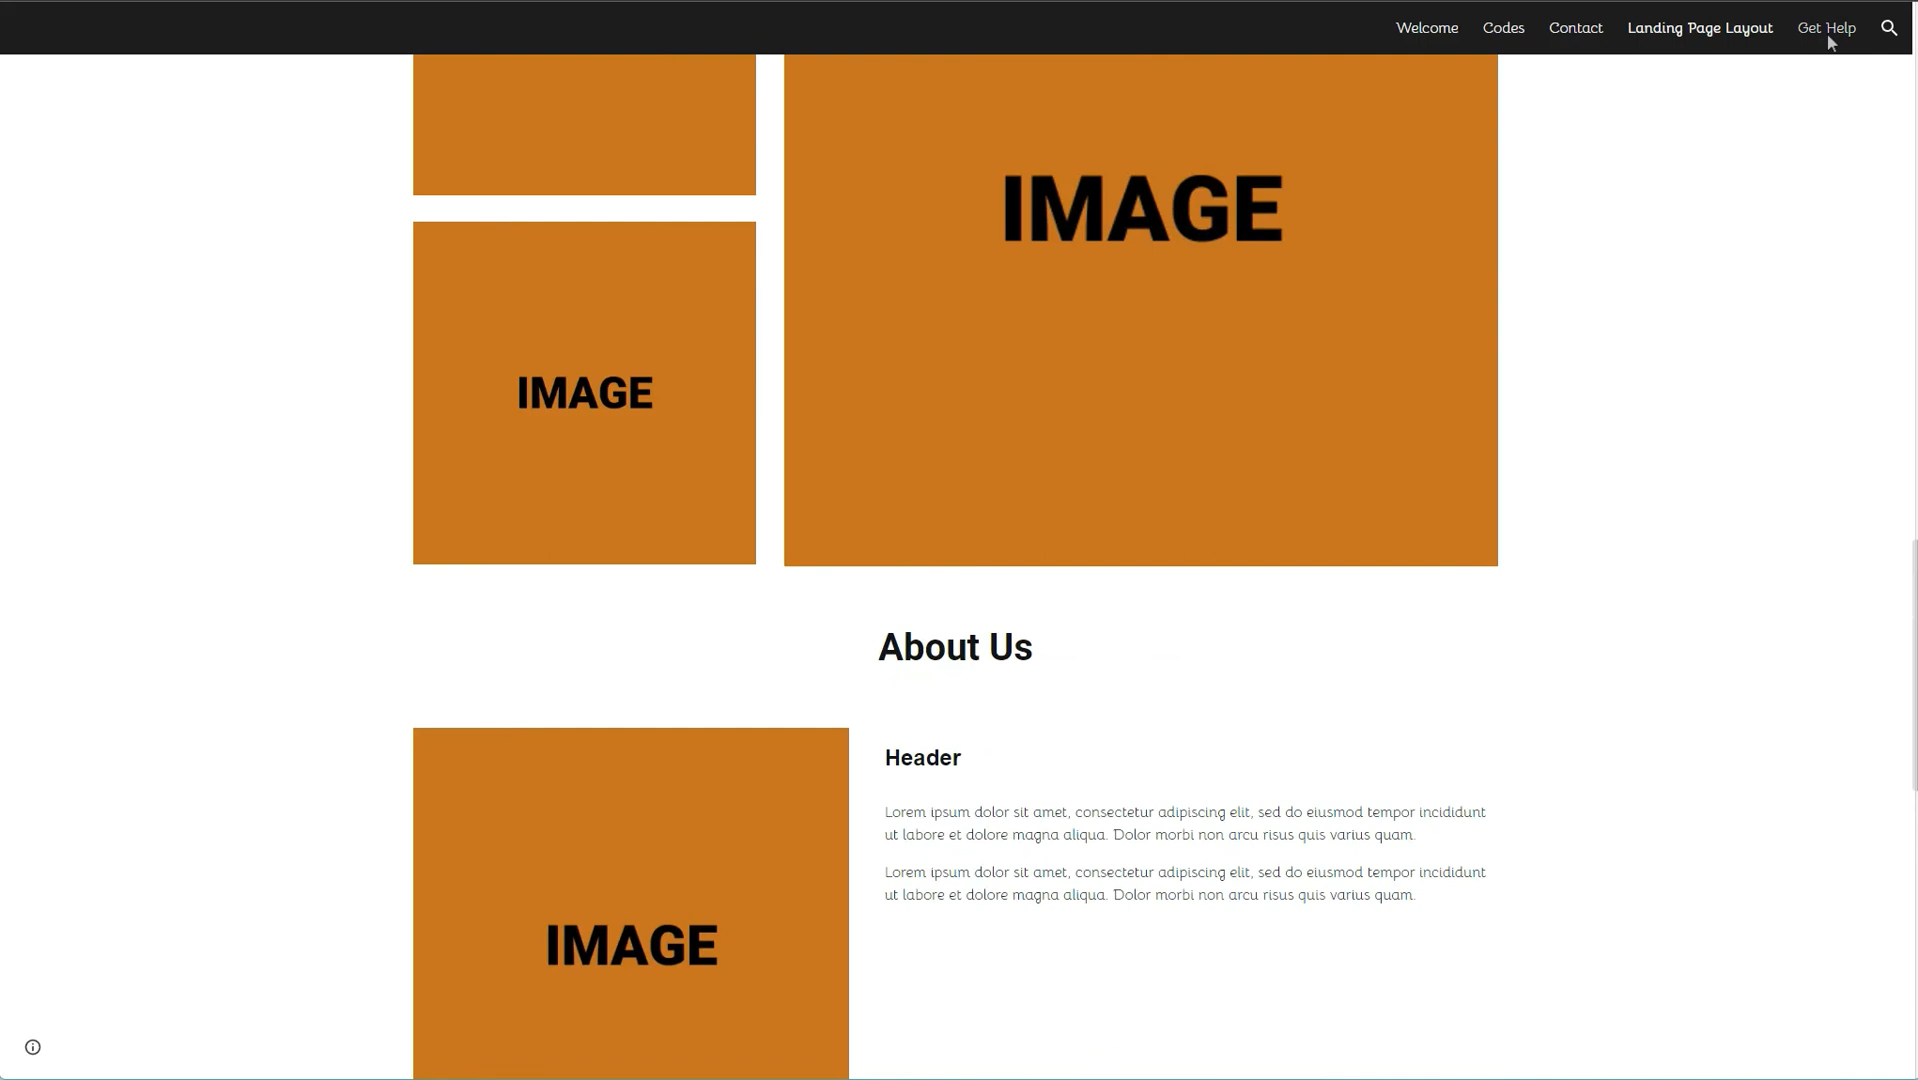 Welcome Codes Contact Landing Page Layout Get Help
IMAGE
IMAGE
About Us
IMAGE
Header
Lorem ipsum dolor sit amet, consectetur adipiscing elit, sed do eiusmod tempor incididunt
ut labore et dolore magna aliqua. Dolor morbi non arcu risus quis varius quam.
Lorem ipsum dolor sit amet, consectetur adipiscing elit, sed do eiusmod tempor incididunt
ut labore et dolore magna aliqua. Dolor morbi non arcu risus quis varius quam.